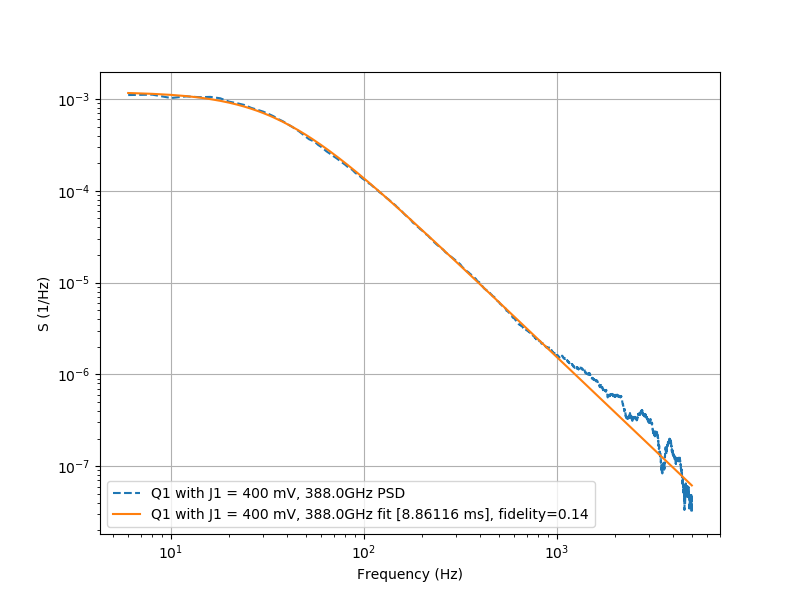 10⁻³
10⁻⁴
10⁻⁵
10⁻⁶
10⁻⁷
S (1/Hz)
Q1 with J1 = 400 mV, 388.0GHz PSD
Q1 with J1 = 400 mV, 388.0GHz fit [8.86116 ms], fidelity=0.14
10¹ 10² 10³
Frequency (Hz)